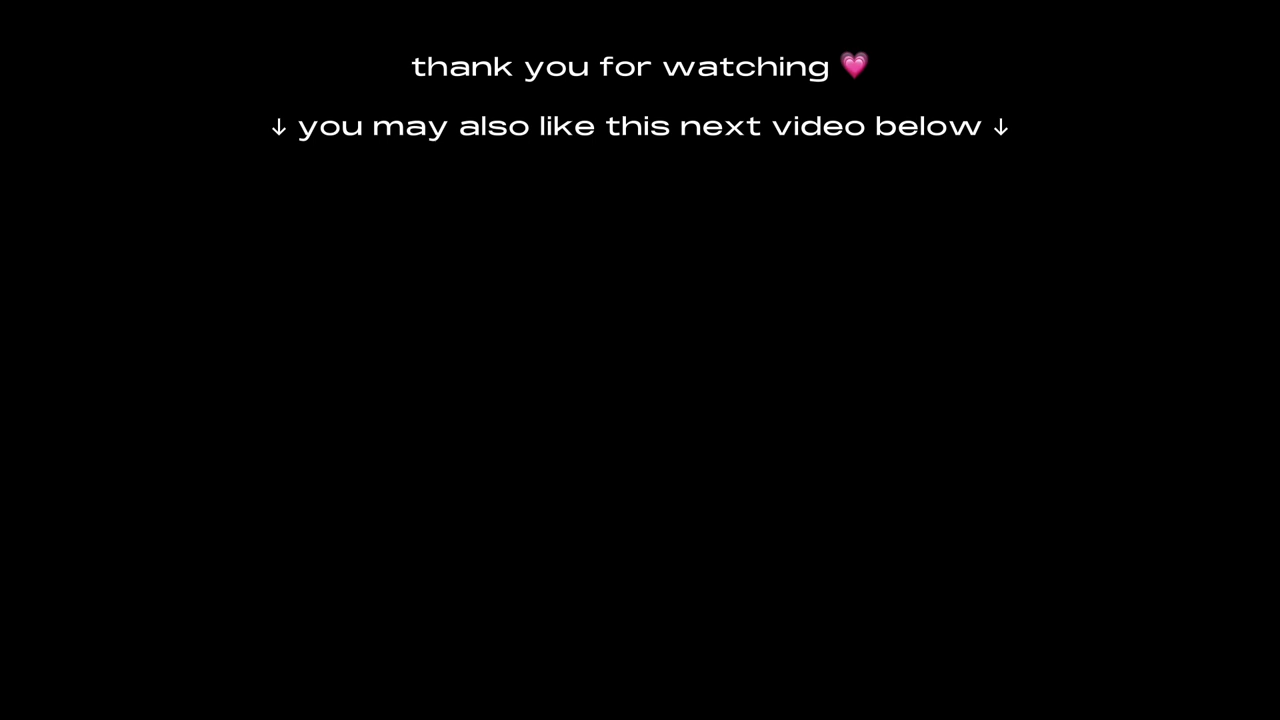 thank you for watching 💗
↓ you may also like this next video below ↓